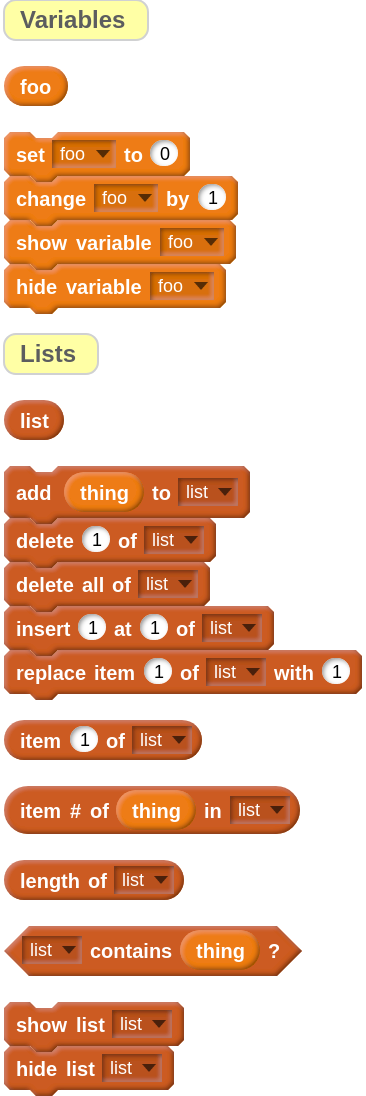 Variables
foo
set foo to 0
change foo by 1
show variable foo
hide variable foo
Lists
list
add thing to list
delete 1 of list
delete all of list
insert 1 at 1 of list
replace item 1 of list with 1
item 1 of list
item # of thing in list
length of list
list contains thing ?
show list list
hide list list